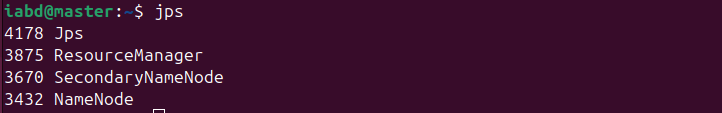 iabd@master:~$ jps
4178 Jps
3875 ResourceManager
3670 SecondaryNameNode
3432 NameNode